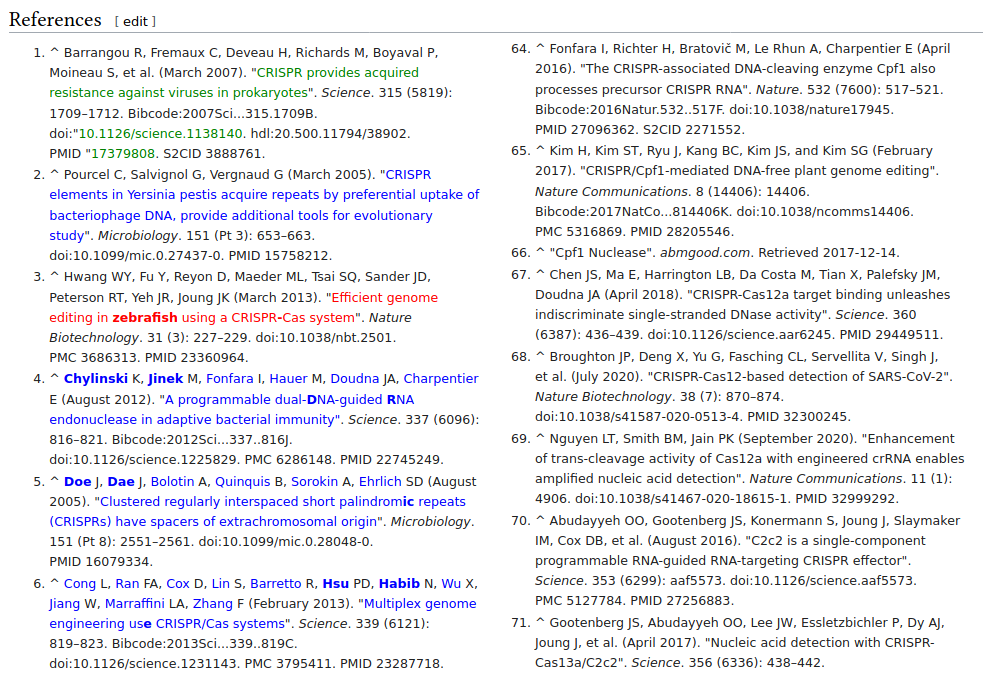 References [ edit ]
1. ^ Barrangou R, Fremaux C, Deveau H, Richards M, Boyaval P,
Moineau S, et al. (March 2007). "CRISPR provides acquired
resistance against viruses in prokaryotes". Science. 315 (5819):
1709–1712. Bibcode:2007Sci...315.1709B.
doi:"10.1126/science.1138140. hdl:20.500.11794/38902.
PMID "17379808. S2CID 3888761.
2. ^ Pourcel C, Salvignol G, Vergnaud G (March 2005). "CRISPR
elements in Yersinia pestis acquire repeats by preferential uptake of
bacteriophage DNA, provide additional tools for evolutionary
study". Microbiology. 151 (Pt 3): 653–663.
doi:10.1099/mic.0.27437-0. PMID 15758212.
3. ^ Hwang WY, Fu Y, Reyon D, Maeder ML, Tsai SQ, Sander JD,
Peterson RT, Yeh JR, Joung JK (March 2013). "Efficient genome
editing in zebrafish using a CRISPR-Cas system". Nature
Biotechnology. 31 (3): 227–229. doi:10.1038/nbt.2501.
PMC 3686313. PMID 23360964.
4. ^ Chylinski K, Jinek M, Fonfara I, Hauer M, Doudna JA, Charpentier
E (August 2012). "A programmable dual-DNA-guided RNA
endonuclease in adaptive bacterial immunity". Science. 337 (6096):
816–821. Bibcode:2012Sci...337..816J.
doi:10.1126/science.1225829. PMC 6286148. PMID 22745249.
5. ^ Doe J, Dae J, Bolotin A, Quinquis B, Sorokin A, Ehrlich SD (August
2005). "Clustered regularly interspaced short palindromic repeats
(CRISPRs) have spacers of extrachromosomal origin". Microbiology.
151 (Pt 8): 2551–2561. doi:10.1099/mic.0.28048-0.
PMID 16079334.
6. ^ Cong L, Ran FA, Cox D, Lin S, Barretto R, Hsu PD, Habib N, Wu X,
Jiang W, Marraffini LA, Zhang F (February 2013). "Multiplex genome
engineering use CRISPR/Cas systems". Science. 339 (6121):
819–823. Bibcode:2013Sci...339..819C.
doi:10.1126/science.1231143. PMC 3795411. PMID 23287718.
64. ^ Fonfara I, Richter H, Bratovič M, Le Rhun A, Charpentier E (April
2016). "The CRISPR-associated DNA-cleaving enzyme Cpf1 also
processes precursor CRISPR RNA". Nature. 532 (7600): 517–521.
Bibcode:2016Natur.532..517F. doi:10.1038/nature17945.
PMID 27096362. S2CID 2271552.
65. ^ Kim H, Kim ST, Ryu J, Kang BC, Kim JS, and Kim SG (February
2017). "CRISPR/Cpf1-mediated DNA-free plant genome editing".
Nature Communications. 8 (14406): 14406.
Bibcode:2017NatCo...814406K. doi:10.1038/ncomms14406.
PMC 5316869. PMID 28205546.
66. ^ "Cpf1 Nuclease". abmgood.com. Retrieved 2017-12-14.
67. ^ Chen JS, Ma E, Harrington LB, Da Costa M, Tian X, Palefsky JM,
Doudna JA (April 2018). "CRISPR-Cas12a target binding unleashes
indiscriminate single-stranded DNase activity". Science. 360
(6387): 436–439. doi:10.1126/science.aar6245. PMID 29449511.
68. ^ Broughton JP, Deng X, Yu G, Fasching CL, Servellita V, Singh J,
et al. (July 2020). "CRISPR-Cas12-based detection of SARS-CoV-2".
Nature Biotechnology. 38 (7): 870–874.
doi:10.1038/s41587-020-0513-4. PMID 32300245.
69. ^ Nguyen LT, Smith BM, Jain PK (September 2020). "Enhancement
of trans-cleavage activity of Cas12a with engineered crRNA enables
amplified nucleic acid detection". Nature Communications. 11 (1):
4906. doi:10.1038/s41467-020-18615-1. PMID 32999292.
70. ^ Abudayyeh OO, Gootenberg JS, Konermann S, Joung J, Slaymaker
IM, Cox DB, et al. (August 2016). "C2c2 is a single-component
programmable RNA-guided RNA-targeting CRISPR effector".
Science. 353 (6299): aaf5573. doi:10.1126/science.aaf5573.
PMC 5127784. PMID 27256883.
71. ^ Gootenberg JS, Abudayyeh OO, Lee JW, Essletzbichler P, Dy AJ,
Joung J, et al. (April 2017). "Nucleic acid detection with CRISPR-
Cas13a/C2c2". Science. 356 (6336): 438–442.